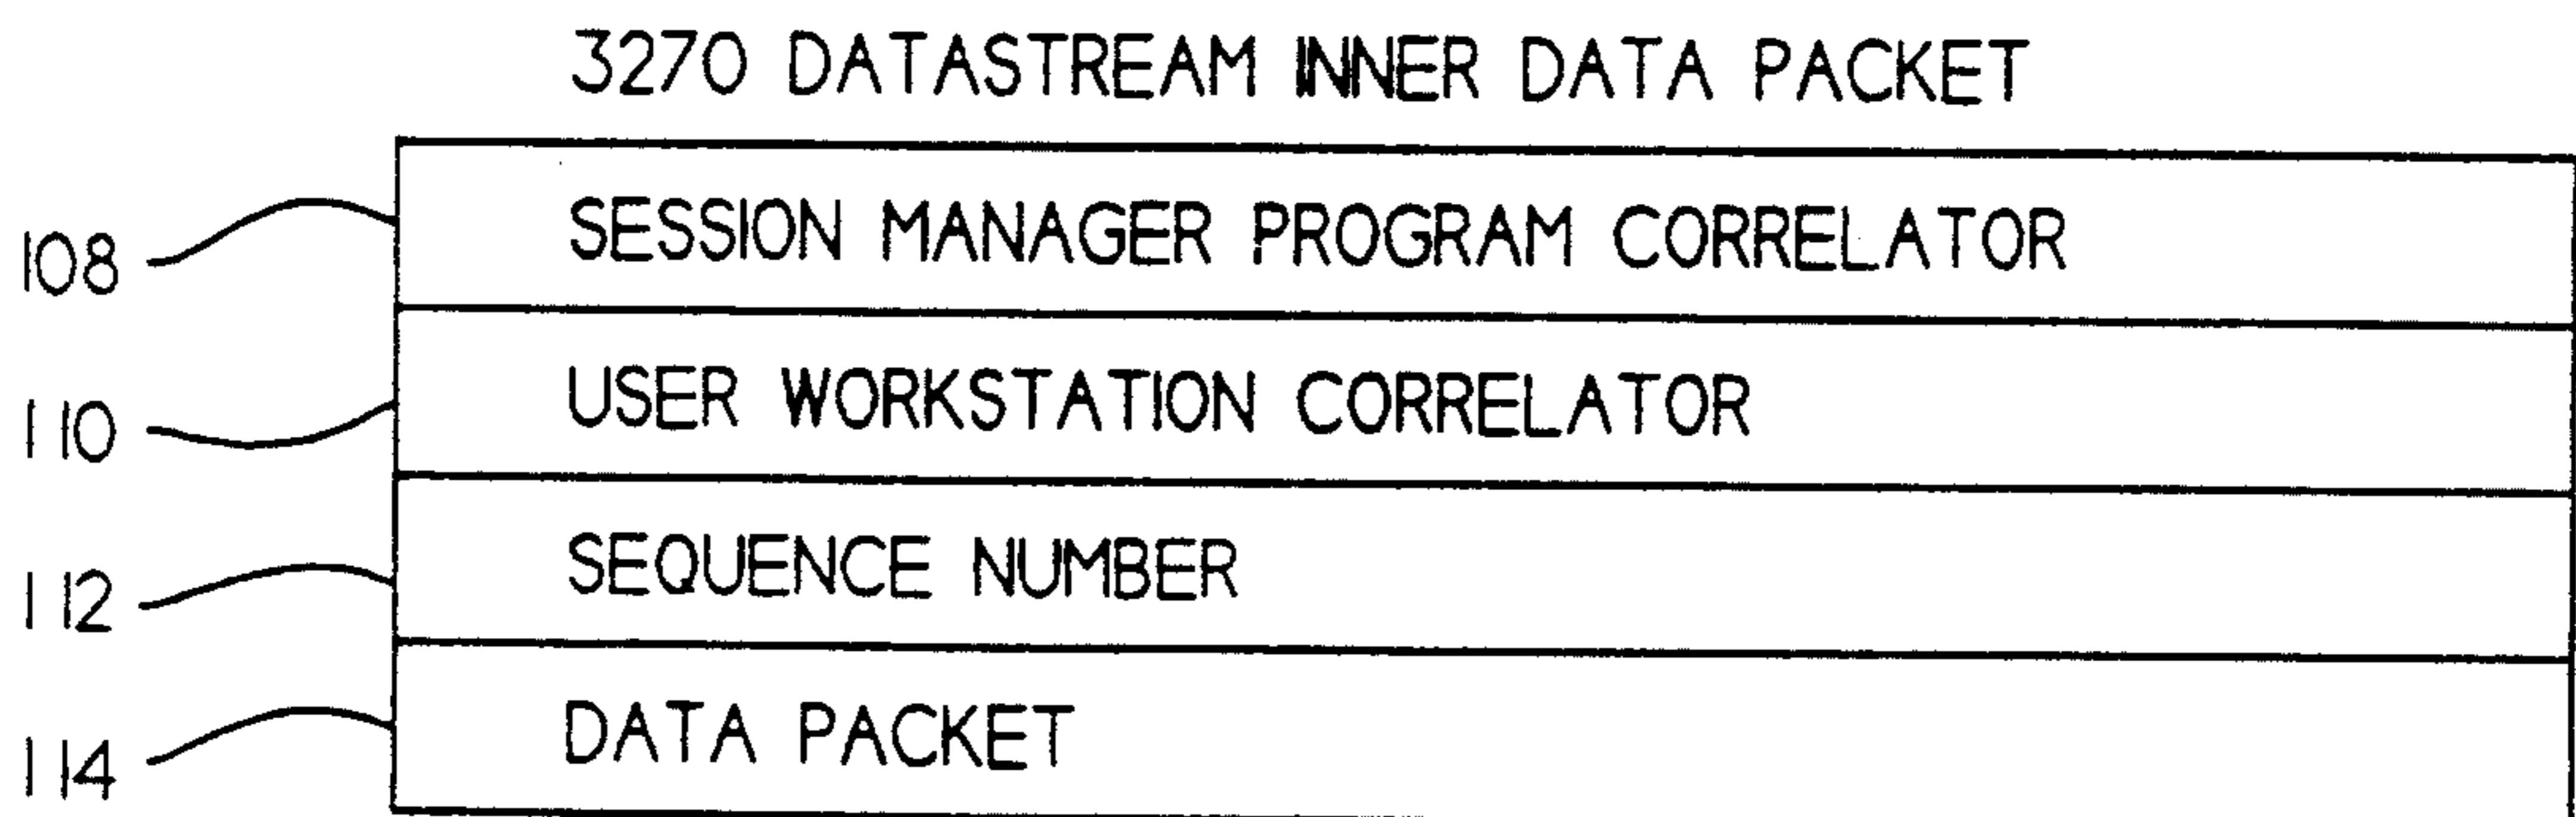 3270 DATASTREAM INNER DATA PACKET
108 SESSION MANAGER PROGRAM CORRELATOR
110 USER WORKSTATION CORRELATOR
112 SEQUENCE NUMBER
114 DATA PACKET